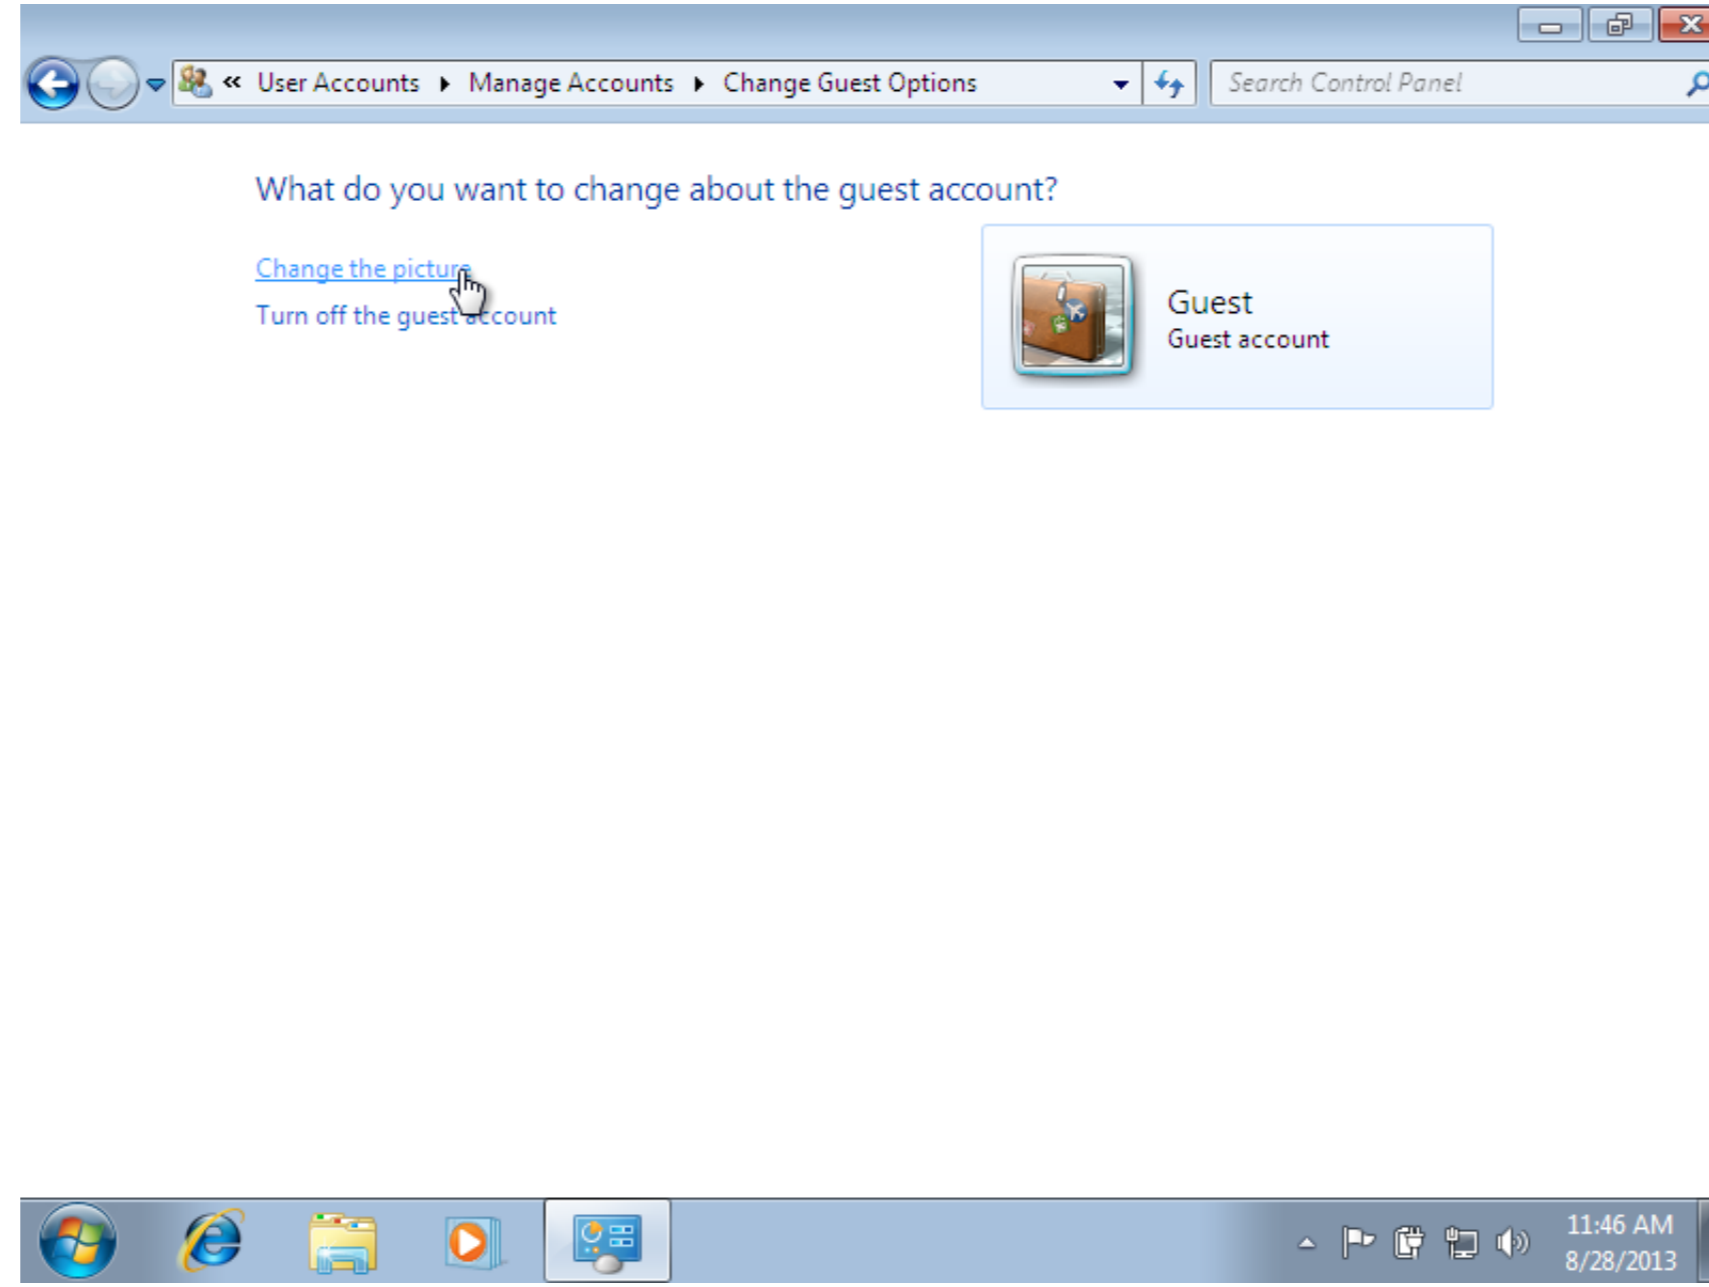 « User Accounts ▸ Manage Accounts ▸ Change Guest Options
Search Control Panel
What do you want to change about the guest account?
Change the picture
Turn off the guest account
Guest
Guest account
11:46 AM
8/28/2013